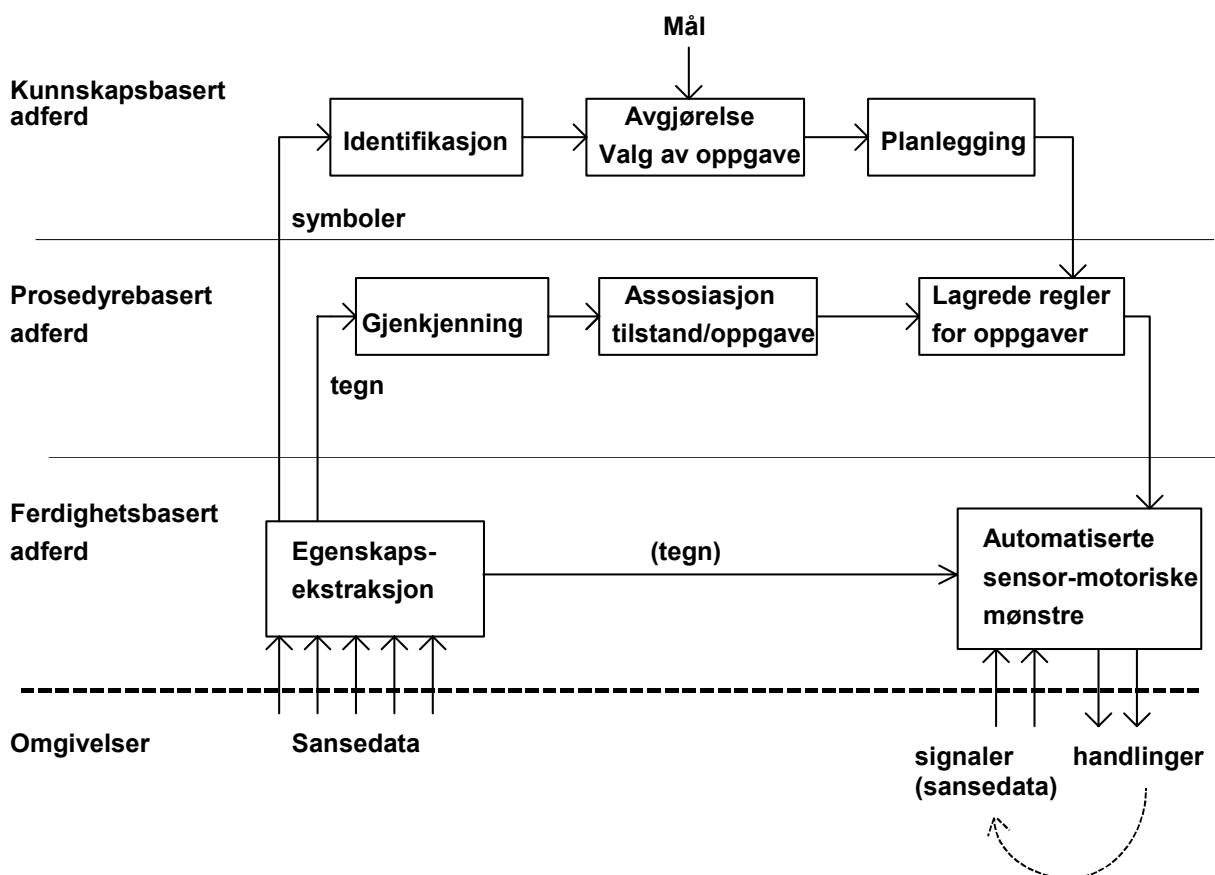 Mål
Kunnskapsbasert
adferd
Identifikasjon
Avgjørelse
Valg av oppgave
Planlegging
symboler
Prosedyrebasert
adferd
Gjenkjenning
Assosiasjon
tilstand/oppgave
Lagrede regler
for oppgaver
tegn
Ferdighetsbasert
adferd
Egenskaps-
ekstraksjon
(tegn)
Automatiserte
sensor-motoriske
mønstre
Omgivelser
Sansedata
signaler
(sansedata)
handlinger